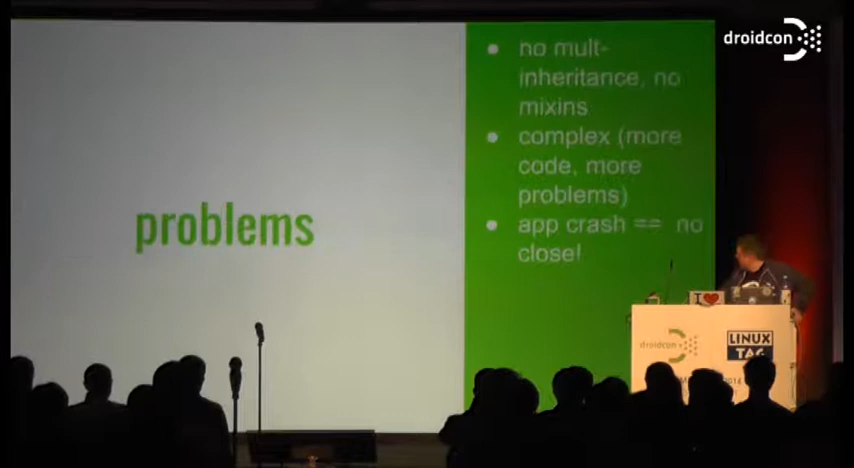 droidcon
problems
no mult-
inheritance, no
mixins
complex (more
code, more
problems)
app crash == no
close!
I ❤
droidcon
LINUX
TAG